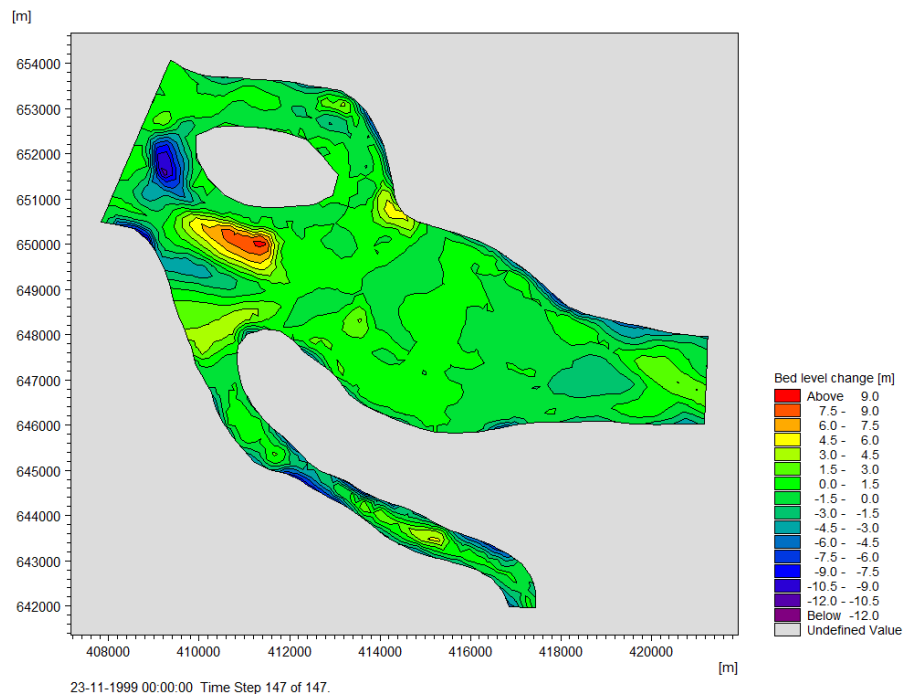 [m]
654000
653000
652000
651000
650000
649000
648000
647000
646000
645000
644000
643000
642000
408000 410000 412000 414000 416000 418000 420000
[m]
23-11-1999 00:00:00 Time Step 147 of 147.
Bed level change [m]
Above 9.0
7.5 - 9.0
6.0 - 7.5
4.5 - 6.0
3.0 - 4.5
1.5 - 3.0
0.0 - 1.5
-1.5 - 0.0
-3.0 - -1.5
-4.5 - -3.0
-6.0 - -4.5
-7.5 - -6.0
-9.0 - -7.5
-10.5 - -9.0
-12.0 - -10.5
Below -12.0
Undefined Value